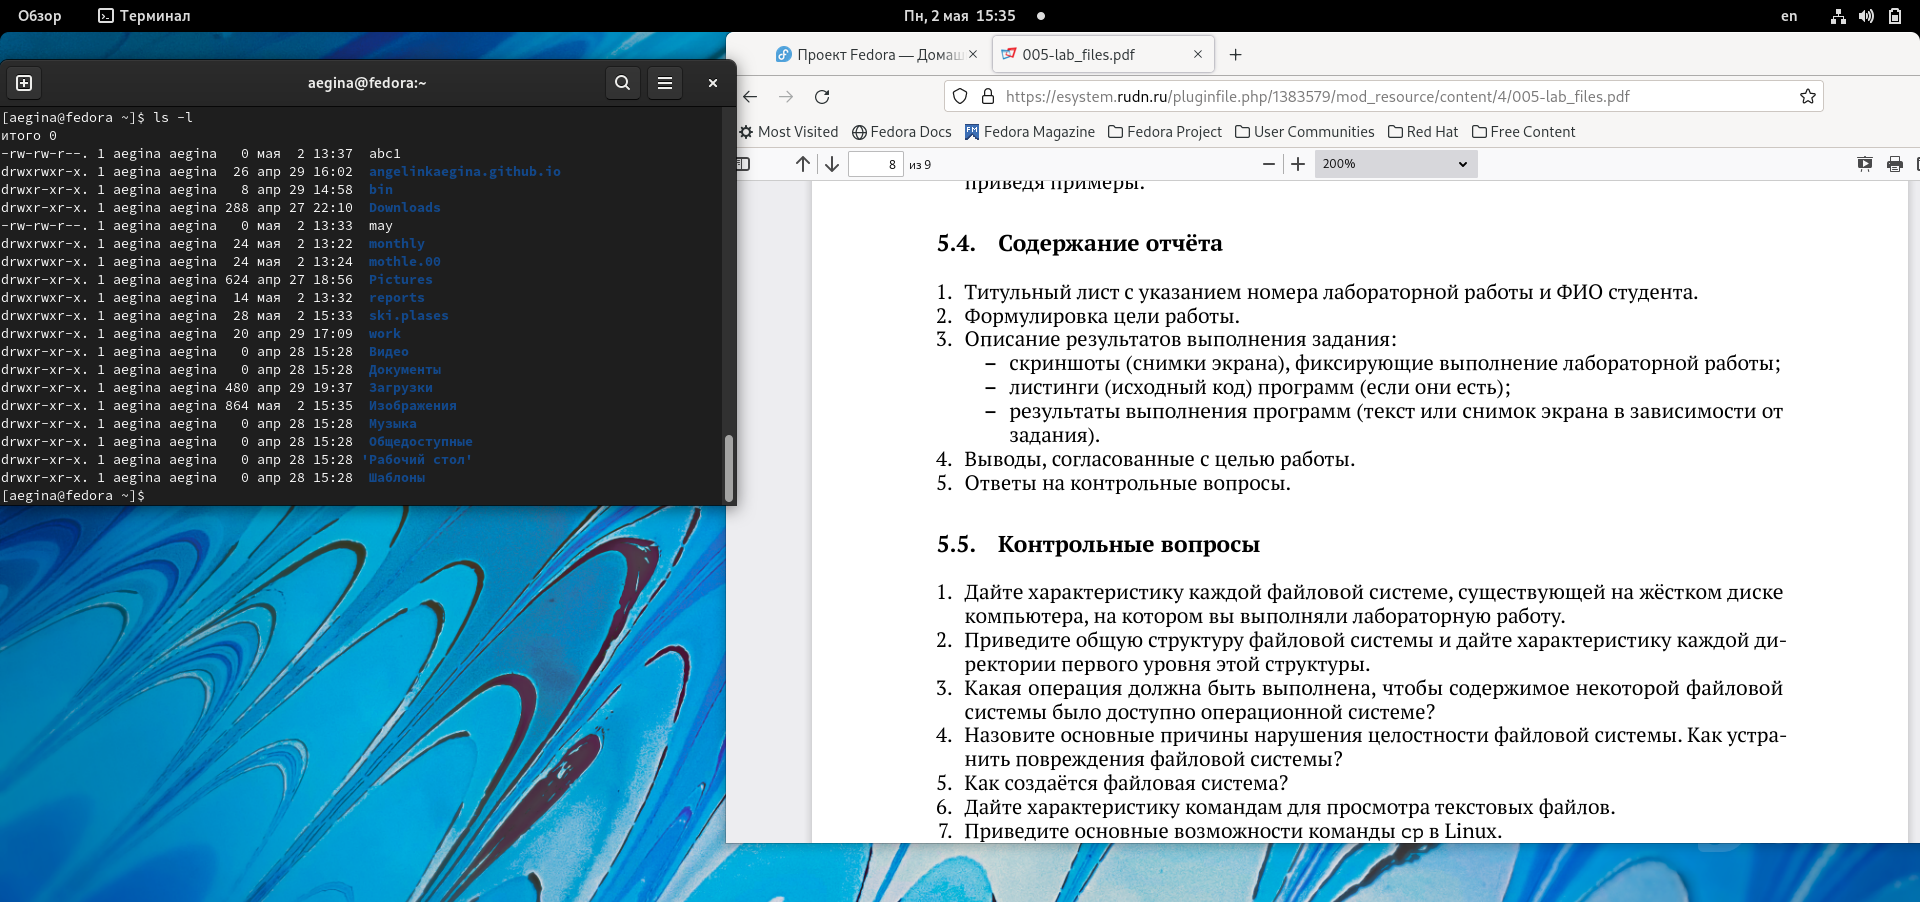 Обзор
Терминал
Пн, 2 мая 15:35
en
aegina@fedora:~
[aegina@fedora ~]$ ls -l
итого 0
-rw-rw-r--. 1 aegina aegina   0 мая  2 13:37  abc1
drwxrwxr-x. 1 aegina aegina  26 апр 29 16:02  angelinkaegina.github.io
drwxrwxr-x. 1 aegina aegina   8 апр 29 14:58  bin
drwxr-xr-x. 1 aegina aegina 288 апр 27 22:10  Downloads
-rw-rw-r--. 1 aegina aegina   0 мая  2 13:33  may
drwxrwxr-x. 1 aegina aegina  24 мая  2 13:22  monthly
drwxrwxr-x. 1 aegina aegina  24 мая  2 13:24  mothle.00
drwxr-xr-x. 1 aegina aegina 624 апр 27 18:56  Pictures
drwxrwxr-x. 1 aegina aegina  14 мая  2 13:32  reports
drwxrwxr-x. 1 aegina aegina  28 мая  2 15:33  ski.plases
drwxrwxr-x. 1 aegina aegina  20 апр 29 17:09  work
drwxr-xr-x. 1 aegina aegina   0 апр 28 15:28  Видео
drwxr-xr-x. 1 aegina aegina   0 апр 28 15:28  Документы
drwxr-xr-x. 1 aegina aegina 480 апр 29 19:37  Загрузки
drwxr-xr-x. 1 aegina aegina 864 мая  2 15:35  Изображения
drwxr-xr-x. 1 aegina aegina   0 апр 28 15:28  Музыка
drwxr-xr-x. 1 aegina aegina   0 апр 28 15:28  Общедоступные
drwxr-xr-x. 1 aegina aegina   0 апр 28 15:28 'Рабочий стол'
drwxr-xr-x. 1 aegina aegina   0 апр 28 15:28  Шаблоны
[aegina@fedora ~]$
Проект Fedora — Домаш
005-lab_files.pdf
https://esystem.rudn.ru/pluginfile.php/1383579/mod_resource/content/4/005-lab_files.pdf
Most Visited
Fedora Docs
Fedora Magazine
Fedora Project
User Communities
Red Hat
Free Content
8 из 9
200%
приведя примеры.
5.4. Содержание отчёта
1. Титульный лист с указанием номера лабораторной работы и ФИО студента.
2. Формулировка цели работы.
3. Описание результатов выполнения задания:
– скриншоты (снимки экрана), фиксирующие выполнение лабораторной работы;
– листинги (исходный код) программ (если они есть);
– результаты выполнения программ (текст или снимок экрана в зависимости от
задания).
4. Выводы, согласованные с целью работы.
5. Ответы на контрольные вопросы.
5.5. Контрольные вопросы
1. Дайте характеристику каждой файловой системе, существующей на жёстком диске
компьютера, на котором вы выполняли лабораторную работу.
2. Приведите общую структуру файловой системы и дайте характеристику каждой ди-
ректории первого уровня этой структуры.
3. Какая операция должна быть выполнена, чтобы содержимое некоторой файловой
системы было доступно операционной системе?
4. Назовите основные причины нарушения целостности файловой системы. Как устра-
нить повреждения файловой системы?
5. Как создаётся файловая система?
6. Дайте характеристику командам для просмотра текстовых файлов.
7. Приведите основные возможности команды cp в Linux.